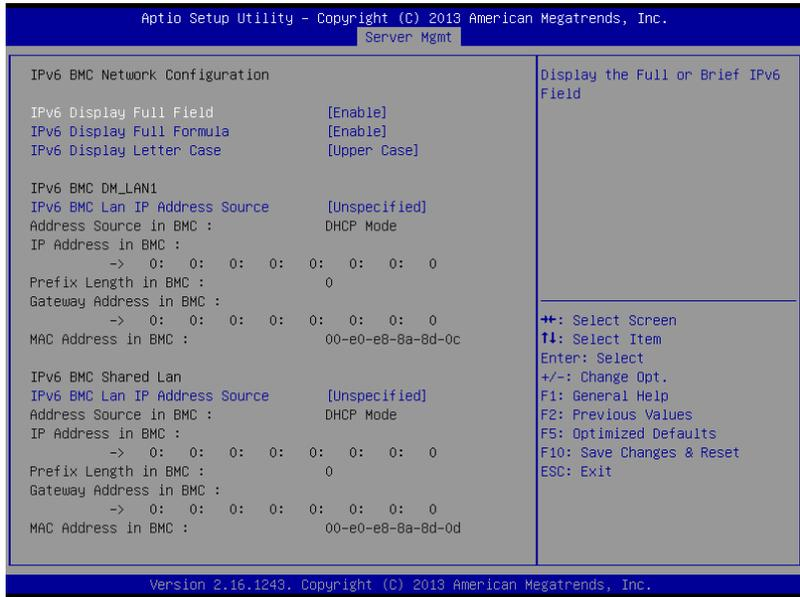 Aptio Setup Utility – Copyright (C) 2013 American Megatrends, Inc.
Server Mgmt
IPv6 BMC Network Configuration
IPv6 Display Full Field [Enable]
IPv6 Display Full Formula [Enable]
IPv6 Display Letter Case [Upper Case]
IPv6 BMC DM_LAN1
IPv6 BMC Lan IP Address Source [Unspecified]
Address Source in BMC : DHCP Mode
IP Address in BMC :
-> 0: 0: 0: 0: 0: 0: 0: 0
Prefix Length in BMC : 0
Gateway Address in BMC :
-> 0: 0: 0: 0: 0: 0: 0: 0
MAC Address in BMC : 00-e0-e8-8a-8d-0c
IPv6 BMC Shared Lan
IPv6 BMC Lan IP Address Source [Unspecified]
Address Source in BMC : DHCP Mode
IP Address in BMC :
-> 0: 0: 0: 0: 0: 0: 0: 0
Prefix Length in BMC : 0
Gateway Address in BMC :
-> 0: 0: 0: 0: 0: 0: 0: 0
MAC Address in BMC : 00-e0-e8-8a-8d-0d
Display the Full or Brief IPv6
Field
→←: Select Screen
↑↓: Select Item
Enter: Select
+/-: Change Opt.
F1: General Help
F2: Previous Values
F5: Optimized Defaults
F10: Save Changes & Reset
ESC: Exit
Version 2.16.1243. Copyright (C) 2013 American Megatrends, Inc.